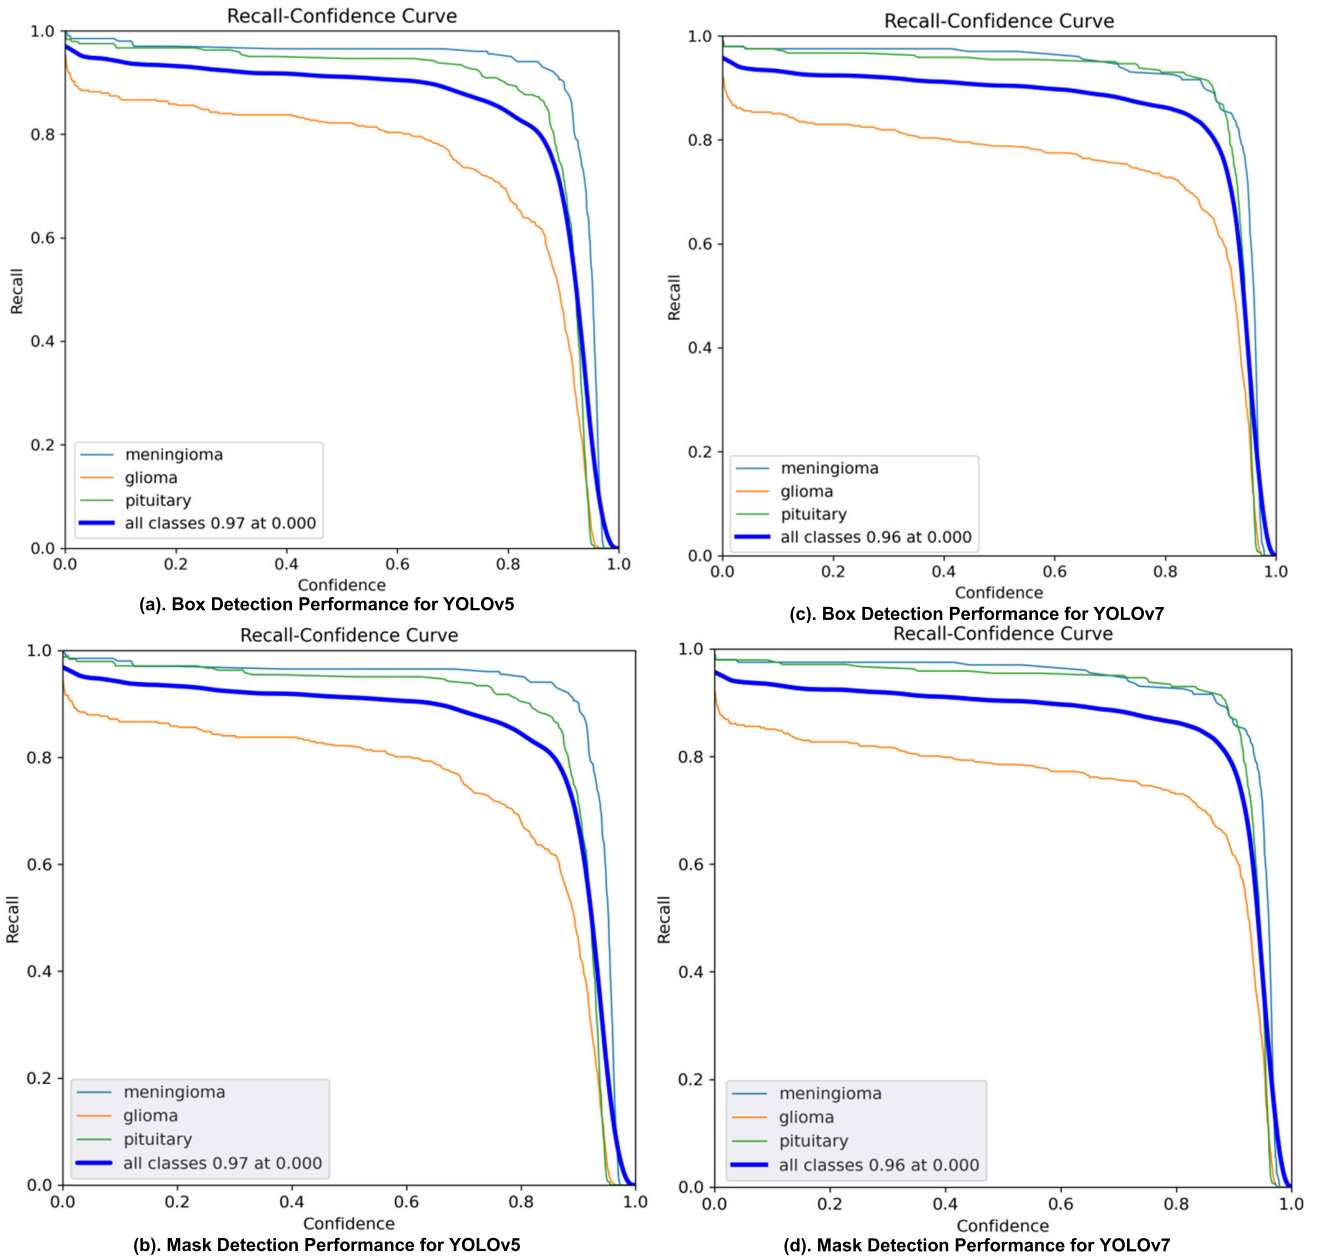 Recall-Confidence Curve
1.0
0.8
0.6
0.4
0.2
0.0
Recall
meningioma
glioma
pituitary
all classes 0.97 at 0.000
0.0 0.2 0.4 0.6 0.8 1.0
Confidence
(a). Box Detection Performance for YOLOv5
Recall-Confidence Curve
1.0
0.8
0.6
0.4
0.2
0.0
Recall
meningioma
glioma
pituitary
all classes 0.96 at 0.000
0.0 0.2 0.4 0.6 0.8 1.0
Confidence
(c). Box Detection Performance for YOLOv7
Recall-Confidence Curve
1.0
0.8
0.6
0.4
0.2
0.0
Recall
meningioma
glioma
pituitary
all classes 0.97 at 0.000
0.0 0.2 0.4 0.6 0.8 1.0
Confidence
(b). Mask Detection Performance for YOLOv5
Recall-Confidence Curve
1.0
0.8
0.6
0.4
0.2
0.0
Recall
meningioma
glioma
pituitary
all classes 0.96 at 0.000
0.0 0.2 0.4 0.6 0.8 1.0
Confidence
(d). Mask Detection Performance for YOLOv7